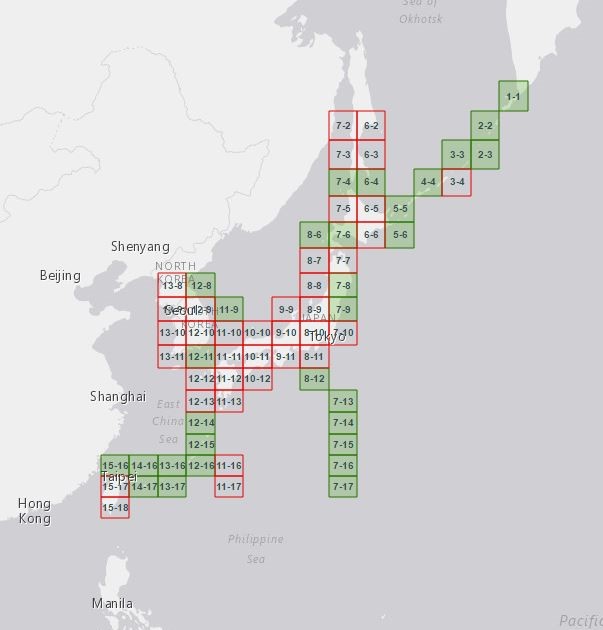 Sea of
Okhotsk
1-1
7-2 6-2 2-2
7-3 6-3 3-3 2-3
7-4 6-4 4-4 3-4
7-5 6-5 5-5
8-6 7-6 6-6 5-6
Shenyang
8-7 7-7
NORTH
KOREA
Beijing
13-8 12-8 8-8 7-8
Seoul
12-9 11-9 9-9 8-9 7-9
JAPAN
KOREA
13-10 12-10 11-10 10-10 9-10 8-10 7-10
Tokyo
13-11 12-11 11-11 10-11 9-11 8-11
12-12 11-12 10-12 8-12
Shanghai
12-13 11-13 7-13
East
China
Sea
12-14 7-14
12-15 7-15
15-16 14-16 13-16 12-16 11-16 7-16
Taipei
15-17 14-17 13-17 11-17 7-17
Hong
Kong
15-18
Philippine
Sea
Manila
Pacific